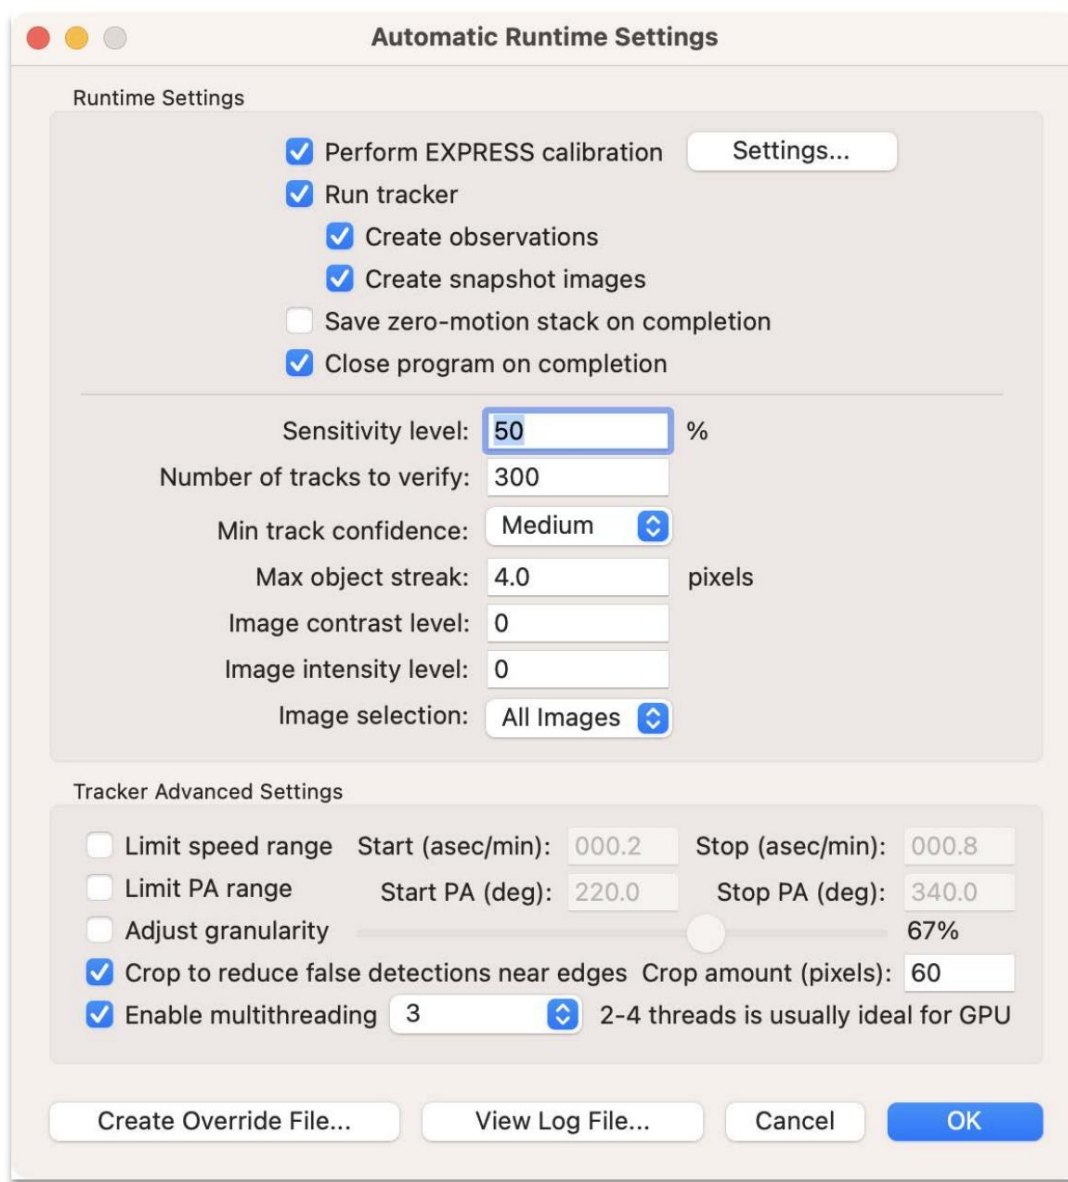 Automatic Runtime Settings
Runtime Settings
Perform EXPRESS calibration Settings...
Run tracker
Create observations
Create snapshot images
Save zero-motion stack on completion
Close program on completion
Sensitivity level: 50 %
Number of tracks to verify: 300
Min track confidence: Medium
Max object streak: 4.0 pixels
Image contrast level: 0
Image intensity level: 0
Image selection: All Images
Tracker Advanced Settings
Limit speed range Start (asec/min): 000.2 Stop (asec/min): 000.8
Limit PA range Start PA (deg): 220.0 Stop PA (deg): 340.0
Adjust granularity 67%
Crop to reduce false detections near edges Crop amount (pixels): 60
Enable multithreading 3 2-4 threads is usually ideal for GPU
Create Override File... View Log File... Cancel OK